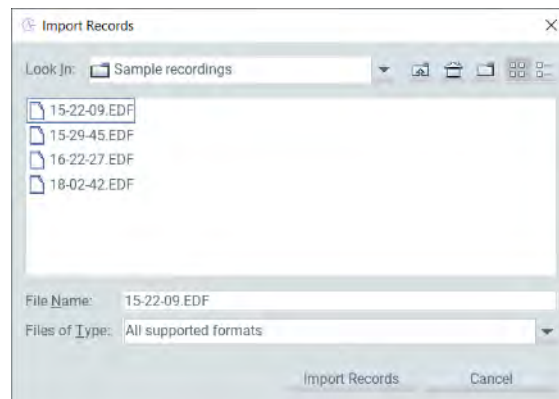 Import Records
Look In: Sample recordings
15-22-09.EDF
15-29-45.EDF
16-22-27.EDF
18-02-42.EDF
File Name: 15-22-09.EDF
Files of Type: All supported formats
Import Records Cancel